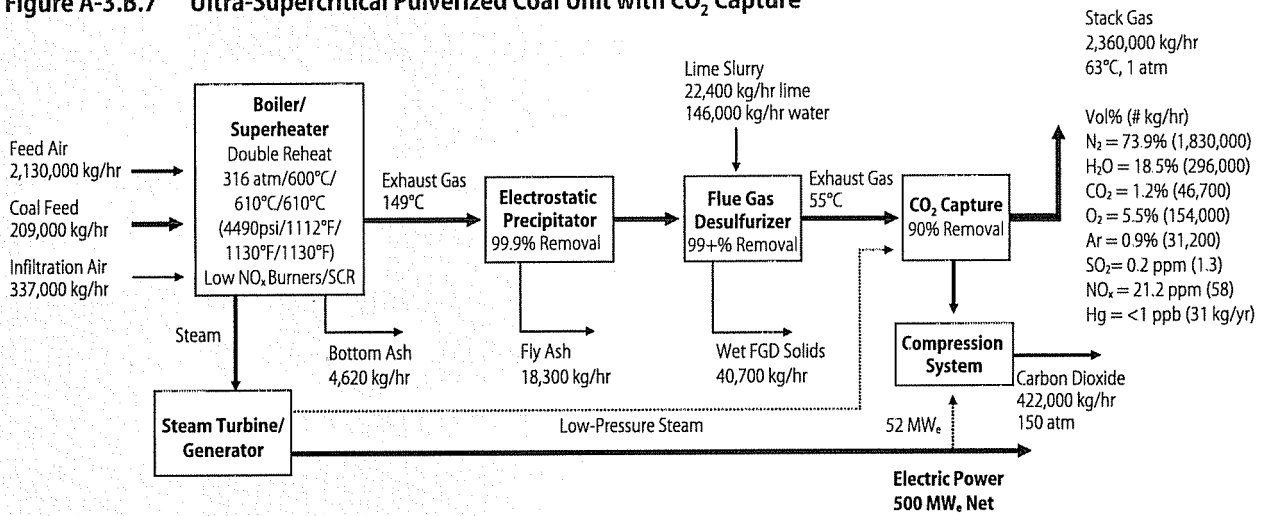 Figure A-3.B.7 Ultra-Supercritical Pulverized Coal Unit with CO₂ Capture
Stack Gas
2,360,000 kg/hr
63°C, 1 atm
Lime Slurry
22,400 kg/hr lime
146,000 kg/hr water
Boiler/
Superheater
Double Reheat
316 atm/600°C/
610°C/610°C
(4490psi/1112°F/
1130°F/1130°F)
Low NOₓ Burners/SCR
Vol% (# kg/hr)
N₂ = 73.9% (1,830,000)
H₂O = 18.5% (296,000)
CO₂ = 1.2% (46,700)
O₂ = 5.5% (154,000)
Ar = 0.9% (31,200)
SO₂= 0.2 ppm (1.3)
NOₓ = 21.2 ppm (58)
Hg = <1 ppb (31 kg/yr)
Feed Air
2,130,000 kg/hr
Coal Feed
209,000 kg/hr
Infiltration Air
337,000 kg/hr
Exhaust Gas
149°C
Electrostatic
Precipitator
99.9% Removal
Flue Gas
Desulfurizer
99+% Removal
Exhaust Gas
55°C
CO₂ Capture
90% Removal
Steam
Bottom Ash
4,620 kg/hr
Fly Ash
18,300 kg/hr
Wet FGD Solids
40,700 kg/hr
Compression
System
Carbon Dioxide
422,000 kg/hr
150 atm
Steam Turbine/
Generator
Low-Pressure Steam
52 MWₑ
Electric Power
500 MWₑ Net